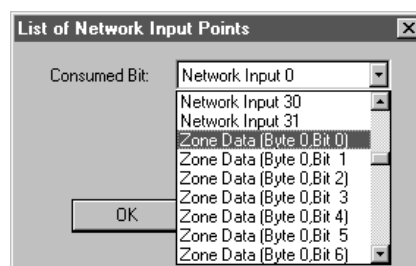 List of Network Input Points
Consumed Bit: Network Input 0
Network Input 30
Network Input 31
Zone Data (Byte 0,Bit 0)
Zone Data (Byte 0,Bit 1
Zone Data (Byte 0,Bit 2)
Zone Data (Byte 0,Bit 3
Zone Data (Byte 0,Bit 4)
Zone Data (Byte 0,Bit 5
Zone Data (Byte 0,Bit 6)
OK